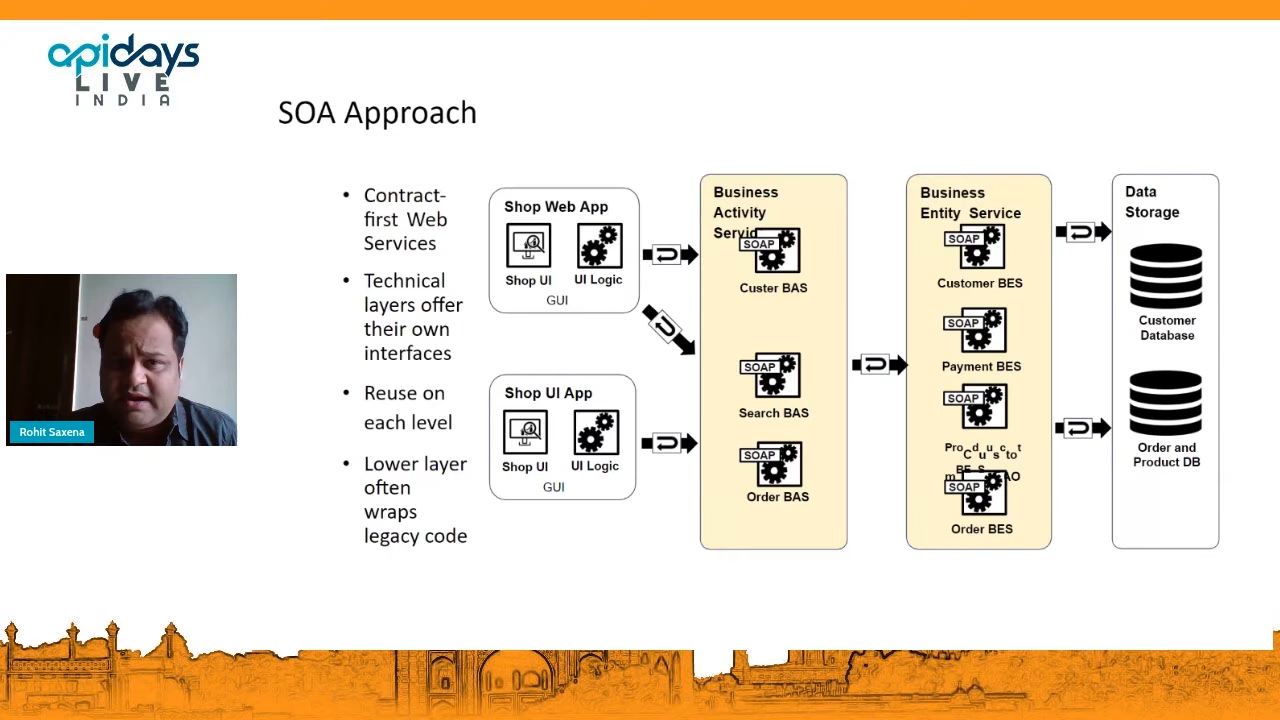 apidays
LIVE
INDIA
SOA Approach
• Contract-
first Web
Services
• Technical
layers offer
their own
interfaces
• Reuse on
each level
• Lower layer
often
wraps
legacy code
Shop Web App
Shop UI
UI Logic
GUI
Shop UI App
Shop UI
UI Logic
GUI
Business
Activity
SOAP
Custer BAS
SOAP
Search BAS
SOAP
Order BAS
Business
Entity Service
SOAP
Customer BES
SOAP
Payment BES
SOAP
SOAP
Order BES
Data
Storage
Customer
Database
Order and
Product DB
Rohit Saxena